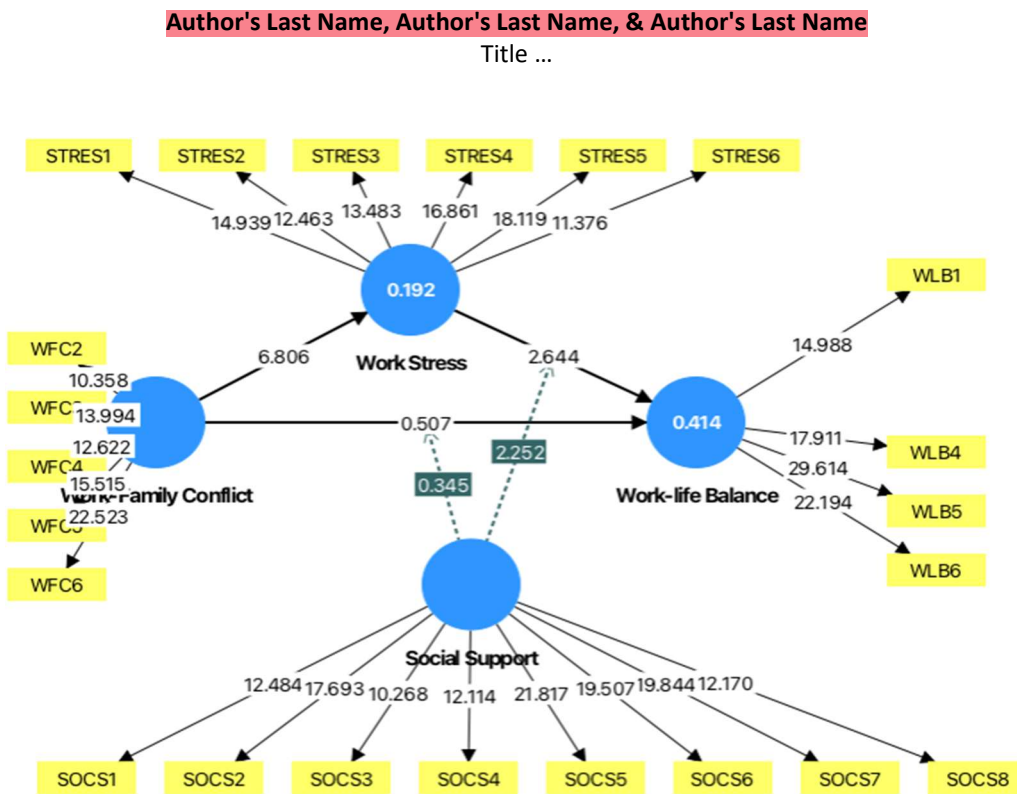 Author's Last Name, Author's Last Name, & Author's Last Name
Title ...
STRES1 STRES2 STRES3 STRES4 STRES5 STRES6
14.939 12.463 13.483 16.861 18.119 11.376
WLB1
0.192
14.988
WFC2
6.806
Work Stress
2.644
10.358
WFC3
13.994
0.507
0.414
17.911
12.622
2.252
WLB4
WFC4
29.614
15.515
0.345
Work-Family Conflict
Work-life Balance
22.194
22.523
WLB5
WFC5
WLB6
WFC6
Social Support
12.484 17.693 10.268 12.114 21.817 19.507 19.844 12.170
SOCS1 SOCS2 SOCS3 SOCS4 SOCS5 SOCS6 SOCS7 SOCS8